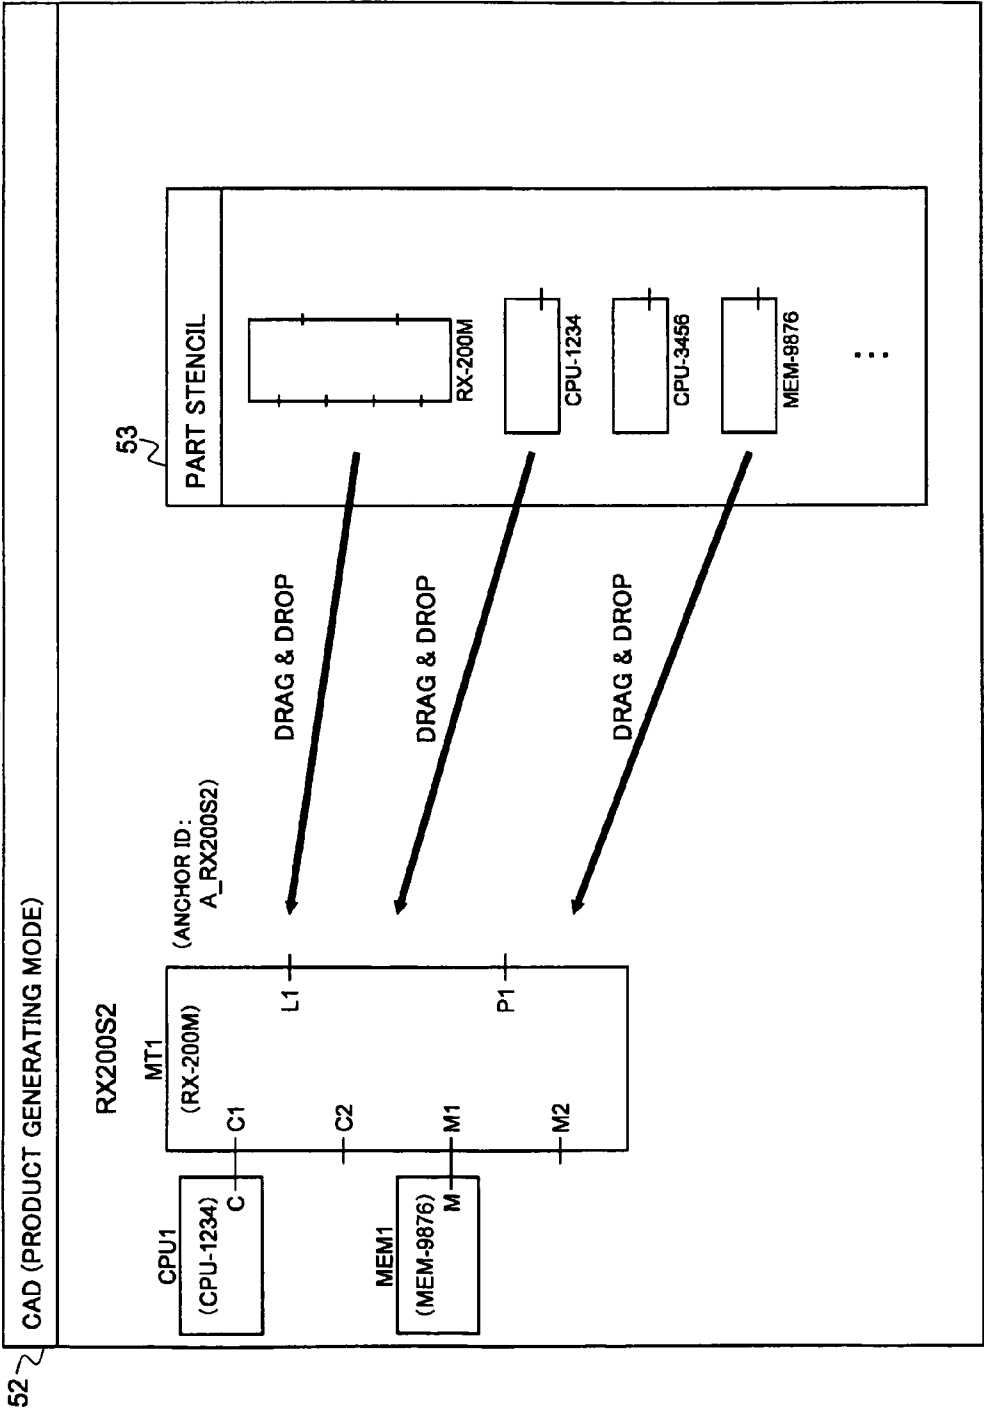 52
CAD (PRODUCT GENERATING MODE)
RX200S2
MT1
(RX-200M)
(ANCHOR ID:
A_RX200S2)
CPU1
(CPU-1234)
C
C1
L1
C2
MEM1
(MEM-9876)
M
M1
P1
M2
DRAG & DROP
DRAG & DROP
DRAG & DROP
53
PART STENCIL
RX-200M
CPU-1234
CPU-3456
MEM-9876
...